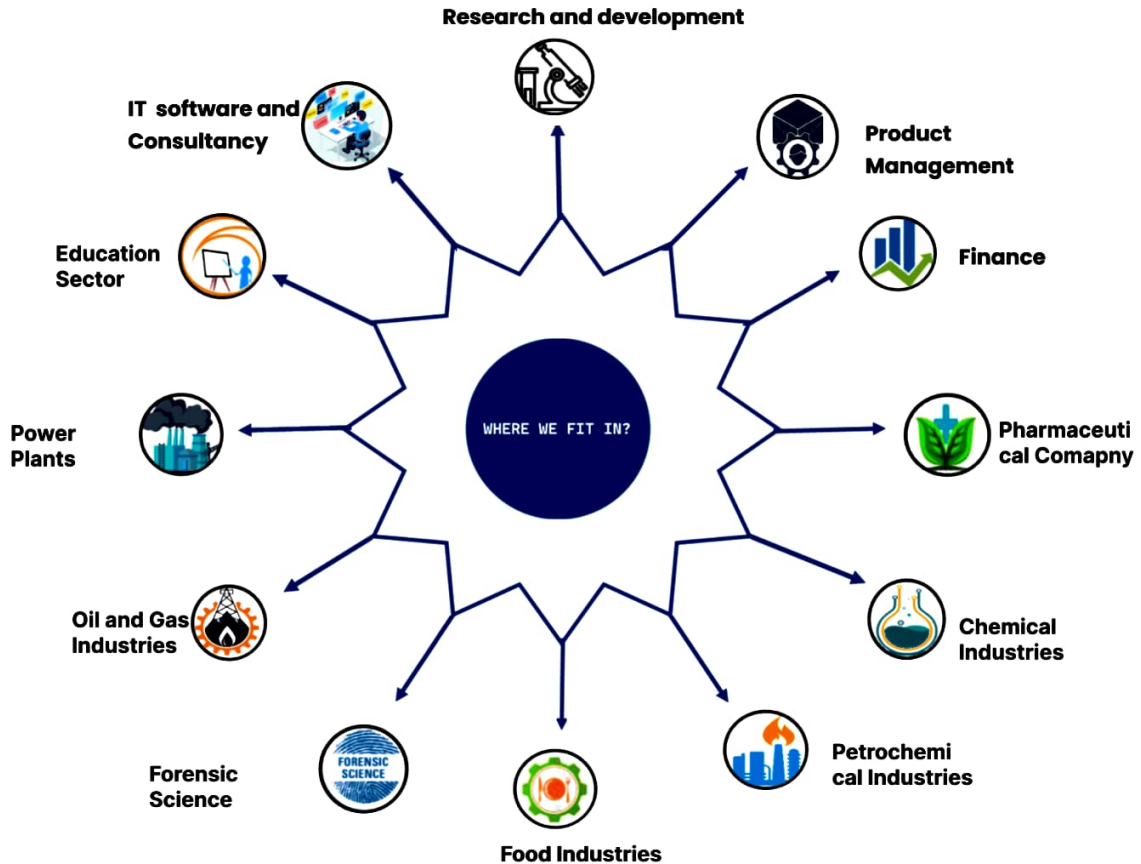 Research and development
IT software and
Consultancy
Product
Management
Education
Sector
Finance
WHERE WE FIT IN?
Power
Plants
Pharmaceuti
cal Comapny
Oil and Gas
Industries
Chemical
Industries
FORENSIC
SCIENCE
Forensic
Science
Petrochemi
cal Industries
Food Industries